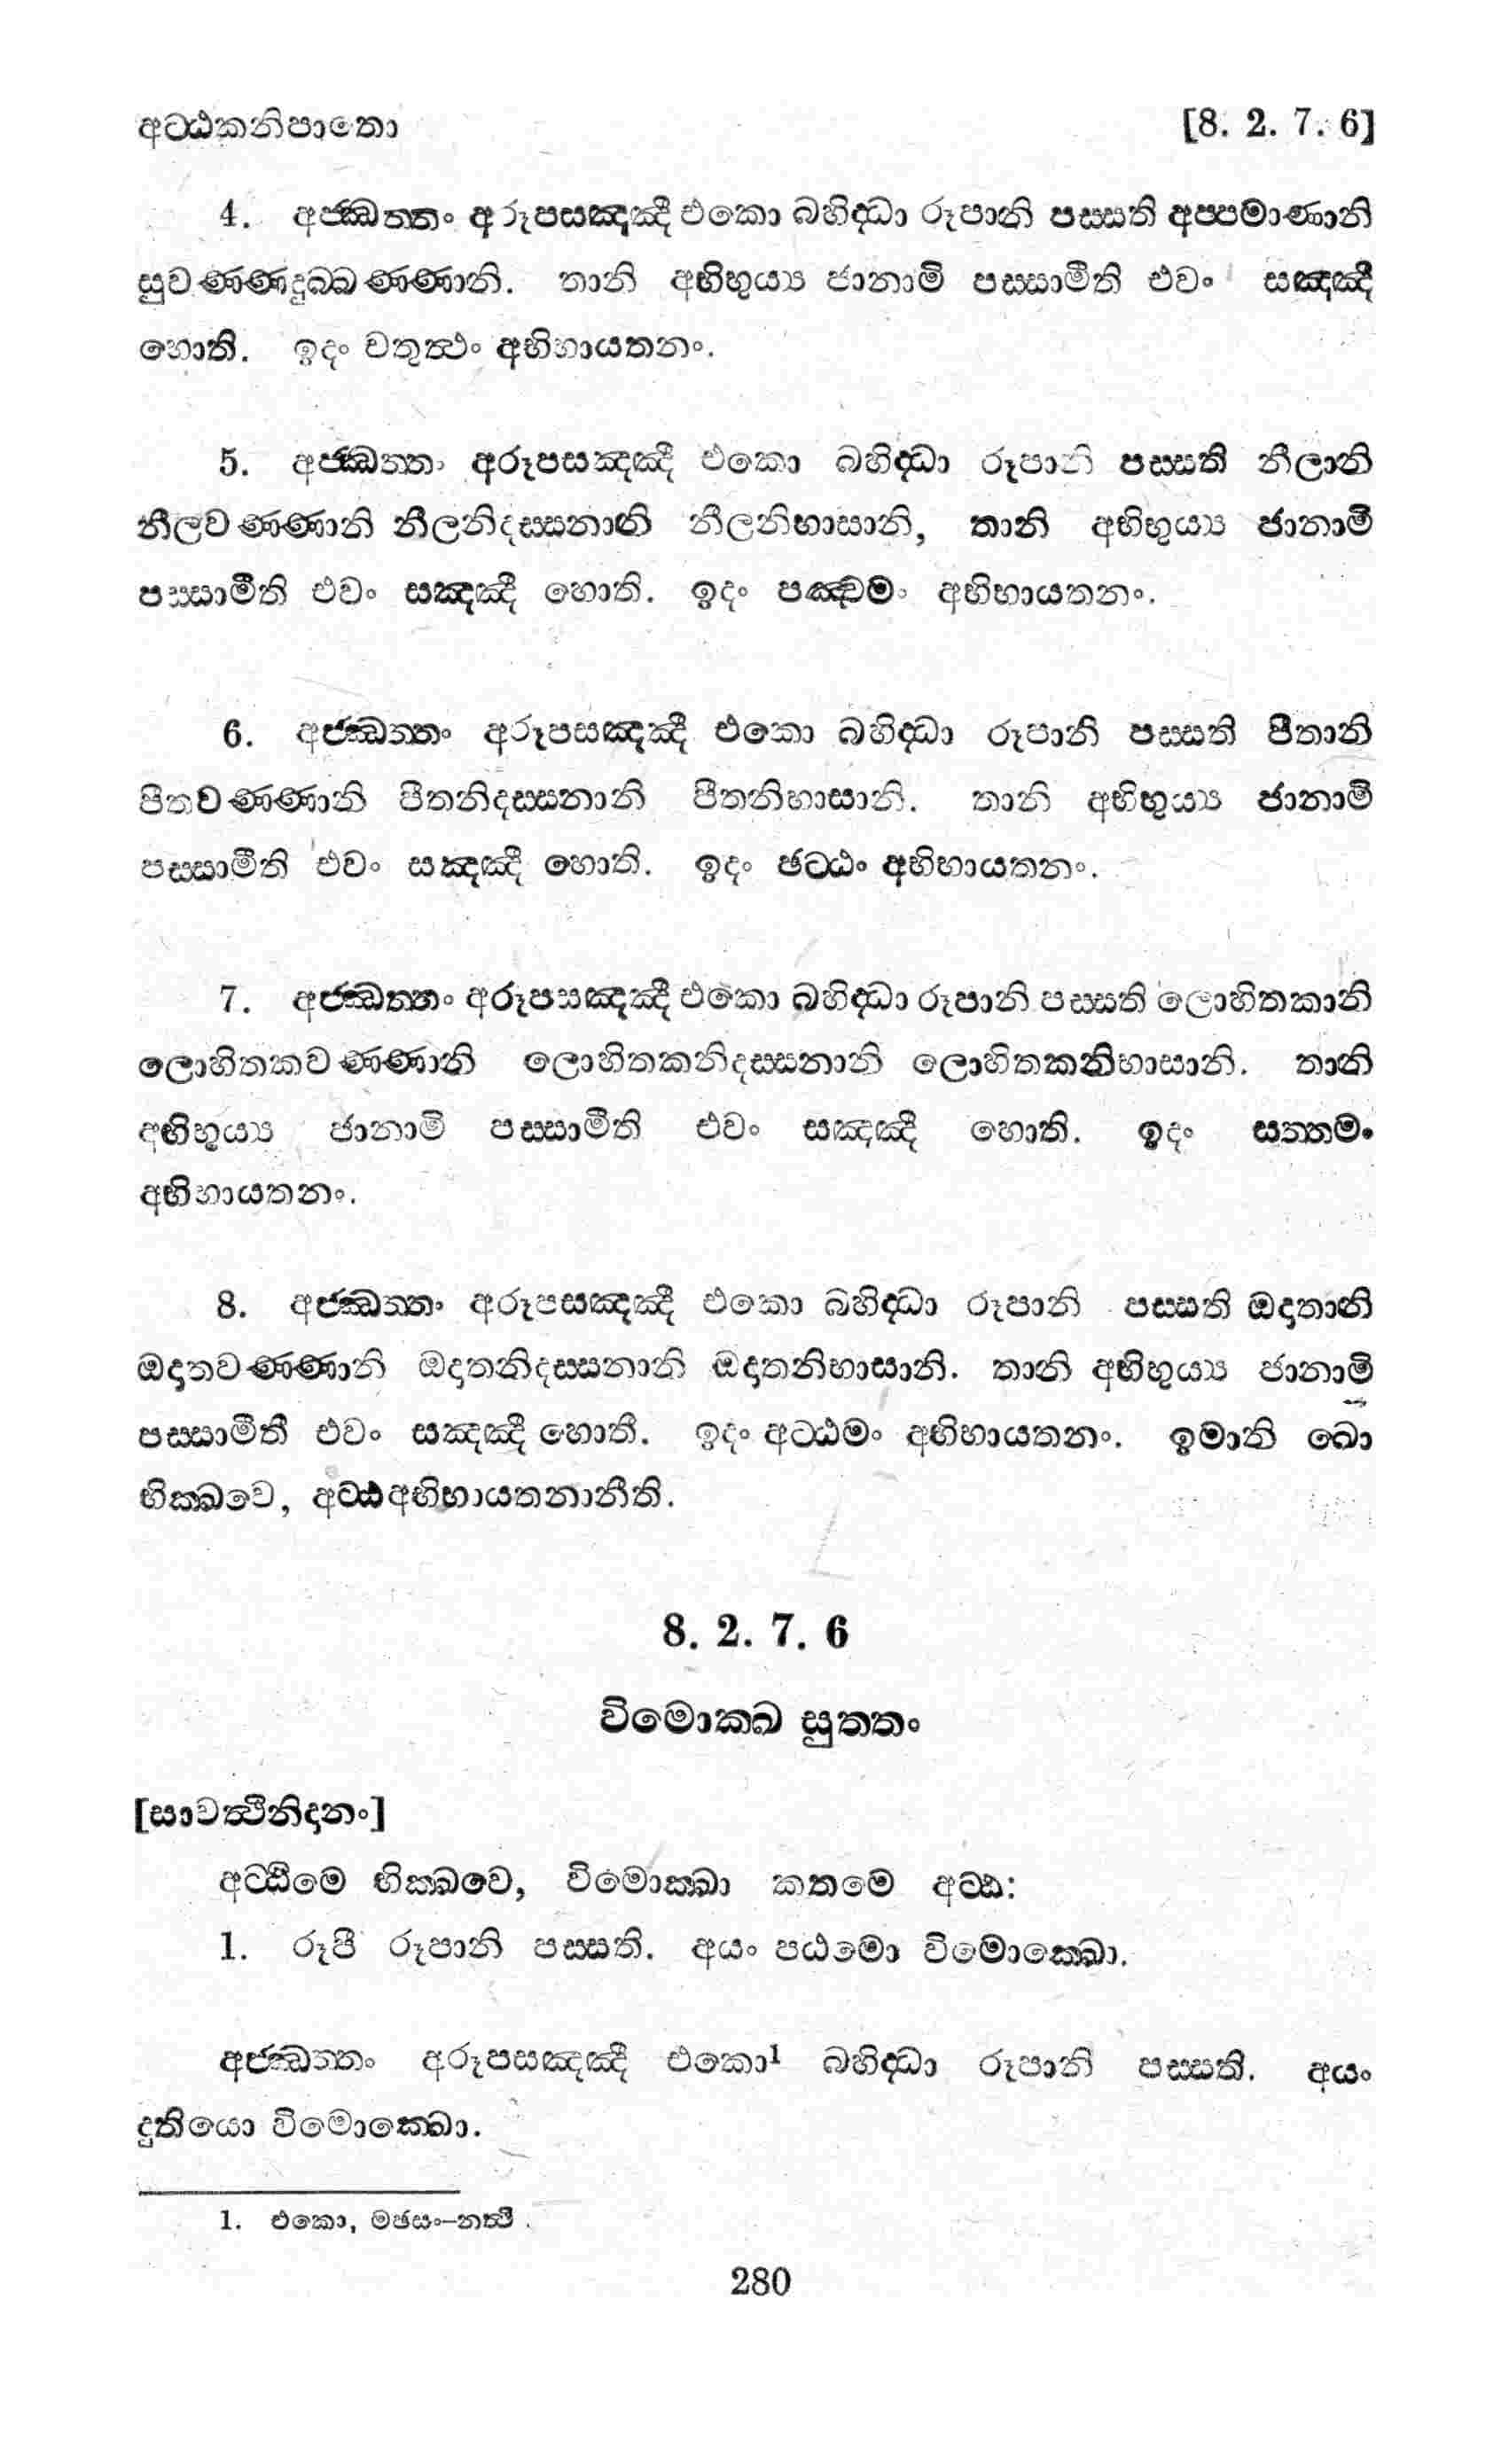 අට්ඨකනිපාතො [8. 2. 7. 6]
4. අජ්ඣත්තං අරූපසඤ්ඤී එකො බහිද්ධා රූපානි පස්සති අප්පමාණානි
සුවණ්ණදුබ්බණ්ණානි. තානි අභිභුය්‍ය ජානාමි පස්සාමීති එවං සඤ්ඤී
හොති. ඉදං චතුත්ථං අභිභායතනං.
5. අජ්ඣත්තං අරූපසඤ්ඤී එකො බහිද්ධා රූපානි පස්සති නීලානි
නීලවණ්ණානි නීලනිදස්සනානි නීලනිභාසානි, තානි අභිභුය්‍ය ජානාමි
පස්සාමීති එවං සඤ්ඤී හොති. ඉදං පඤ්චමං අභිභායතනං.
6. අජ්ඣත්තං අරූපසඤ්ඤී එකො බහිද්ධා රූපානි පස්සති පීතානි
පීතවණ්ණානි පීතනිදස්සනානි පීතනිභාසානි. තානි අභිභුය්‍ය ජානාමි
පස්සාමීති එවං සඤ්ඤී හොති. ඉදං ඡට්ඨං අභිභායතනං.
7. අජ්ඣත්තං අරූපසඤ්ඤී එකො බහිද්ධා රූපානි පස්සති ලොහිතකානි
ලොහිතකවණ්ණානි ලොහිතකනිදස්සනානි ලොහිතකනිභාසානි. තානි
අභිභූය්‍ය ජානාමි පස්සාමීති එවං සඤ්ඤී හොති. ඉදං සත්තමං
අභිභායතනං.
8. අජ්ඣත්තං අරූපසඤ්ඤී එකො බහිද්ධා රූපානි පස්සති ඔදාතානි
ඔදාතවණ්ණානි ඔදාතනිදස්සනානි ඔදාතනිභාසානි. තානි අභිභුය්‍ය ජානාමි
පස්සාමීති එවං සඤ්ඤී හොති. ඉදං අට්ඨමං අභිභායතනං. ඉමානි ඛො
භික්ඛවෙ, අට්ඨඅභිභායතනානීති.
8. 2. 7. 6
විමොක්ඛ සුත්තං
[සාවත්ථිනිදානං]
අට්ඨිමෙ භික්ඛවෙ, විමොක්ඛා කතමෙ අට්ඨ:
1. රූපී රූපානි පස්සති. අයං පඨමො විමොක්ඛො.
අජ්ඣත්තං අරූපසඤ්ඤී එකො¹ බහිද්ධා රූපානි පස්සති. අයං
දුතියො විමොක්ඛො.
1. එකො, මඡසං-නත්ථි.
280